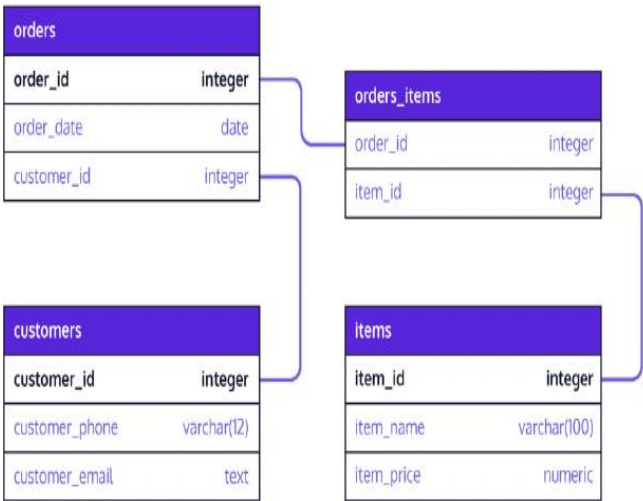 orders
order_id integer
order_date date
customer_id integer
orders_items
order_id integer
item_id integer
customers
customer_id integer
customer_phone varchar(12)
customer_email text
items
item_id integer
item_name varchar(100)
item_price numeric